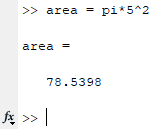 >> area = pi*5^2
area =
78.5398
fx >>